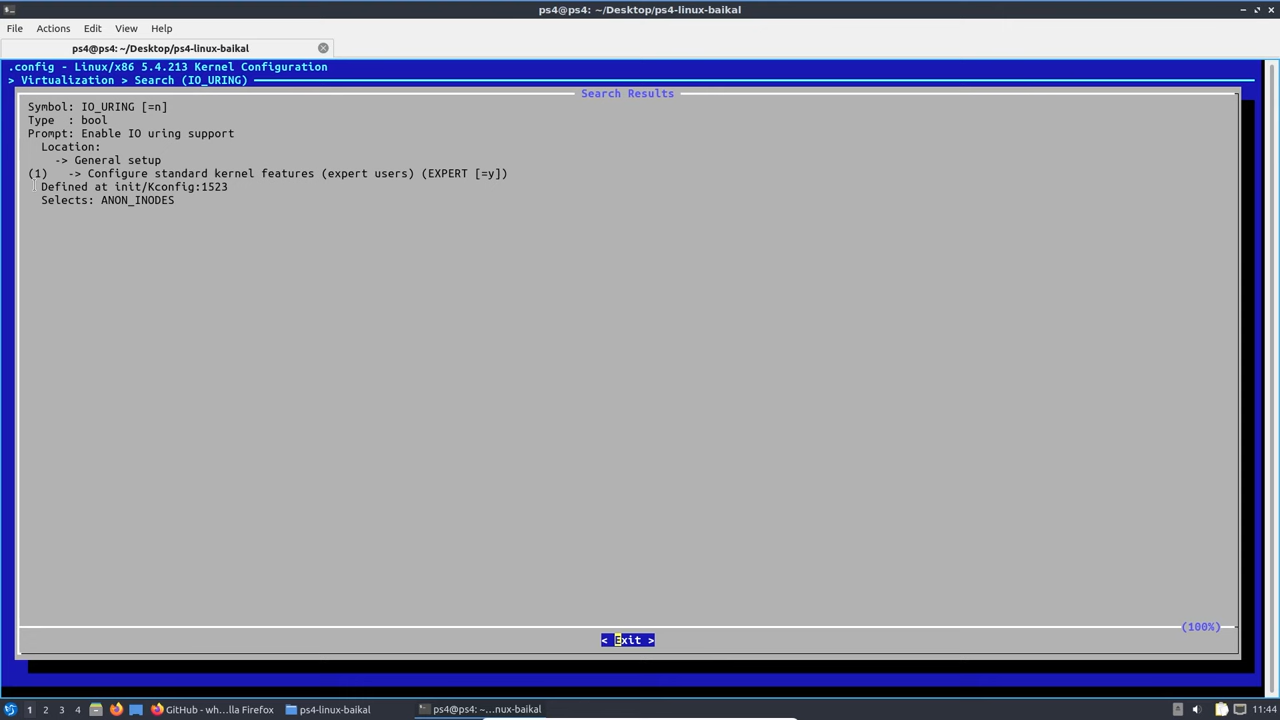 ps4@ps4: ~/Desktop/ps4-linux-baikal
File Actions Edit View Help
ps4@ps4: ~/Desktop/ps4-linux-baikal
.config - Linux/x86 5.4.213 Kernel Configuration
> Virtualization > Search (IO_URING)
Search Results
Symbol: IO_URING [=n]
Type  : bool
Prompt: Enable IO uring support
Location:
-> General setup
(1)   -> Configure standard kernel features (expert users) (EXPERT [=y])
Defined at init/Kconfig:1523
Selects: ANON_INODES
(100%)
< Exit >
1 2 3 4 GitHub - wh...lla Firefox ps4-linux-baikal ps4@ps4: ~...nux-baikal 11:44